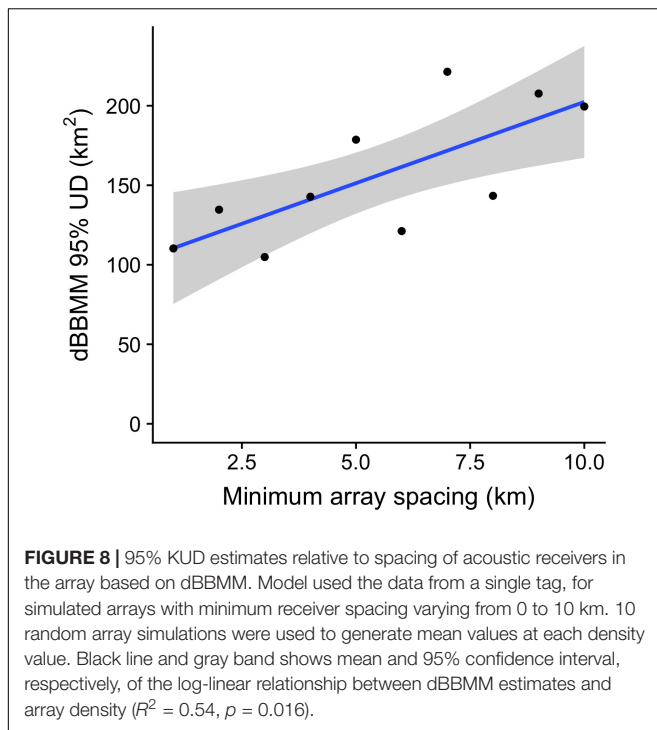 200
150
100
50
0
dBBMM 95% UD (km²)
2.5 5.0 7.5 10.0
Minimum array spacing (km)
FIGURE 8 | 95% KUD estimates relative to spacing of acoustic receivers in
the array based on dBBMM. Model used the data from a single tag, for
simulated arrays with minimum receiver spacing varying from 0 to 10 km. 10
random array simulations were used to generate mean values at each density
value. Black line and gray band shows mean and 95% confidence interval,
respectively, of the log-linear relationship between dBBMM estimates and
array density (R² = 0.54, p = 0.016).